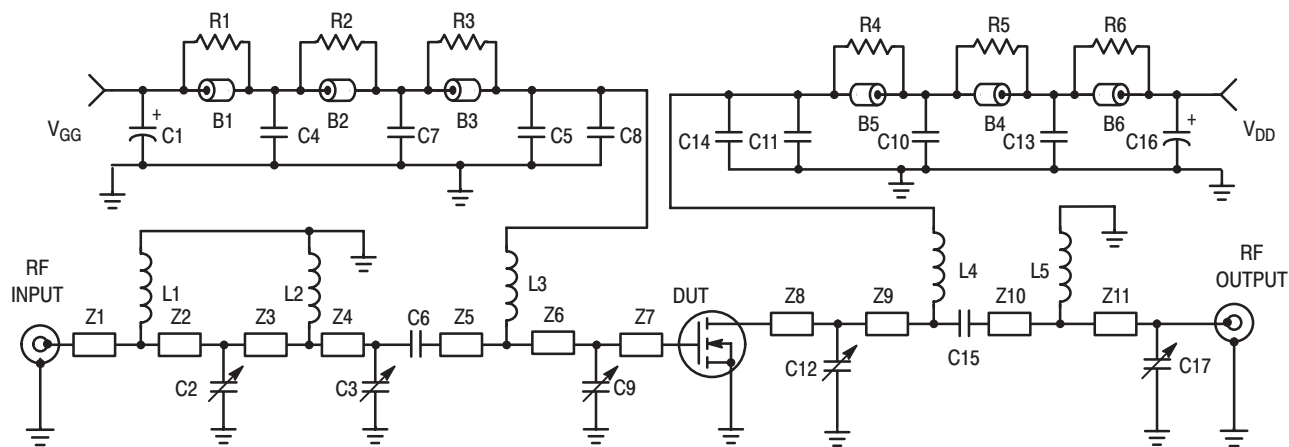 R1 R2 R3 R4 R5 R6
B1 B2 B3 B5 B4 B6
+ +
VGG C1 C4 C7 C5 C8 C14 C11 C10 C13 C16 VDD
RF
INPUT
L1 L2 L3 L4 L5
RF
OUTPUT
DUT
Z1 Z2 Z3 Z4 C6 Z5 Z6 Z7 Z8 Z9 Z10 Z11
C15
C2 C3 C9 C12 C17